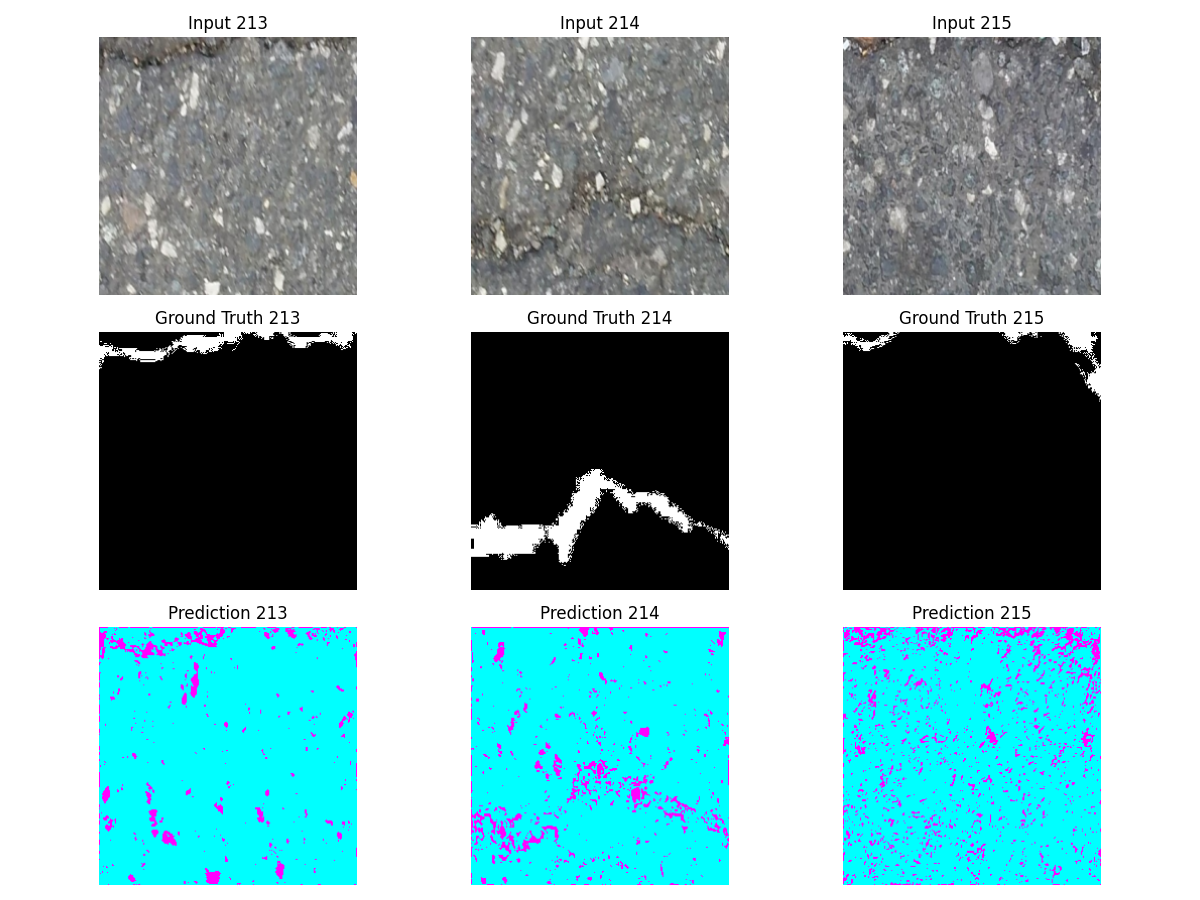 Input 213
Input 214
Input 215
Ground Truth 213
Ground Truth 214
Ground Truth 215
Prediction 213
Prediction 214
Prediction 215